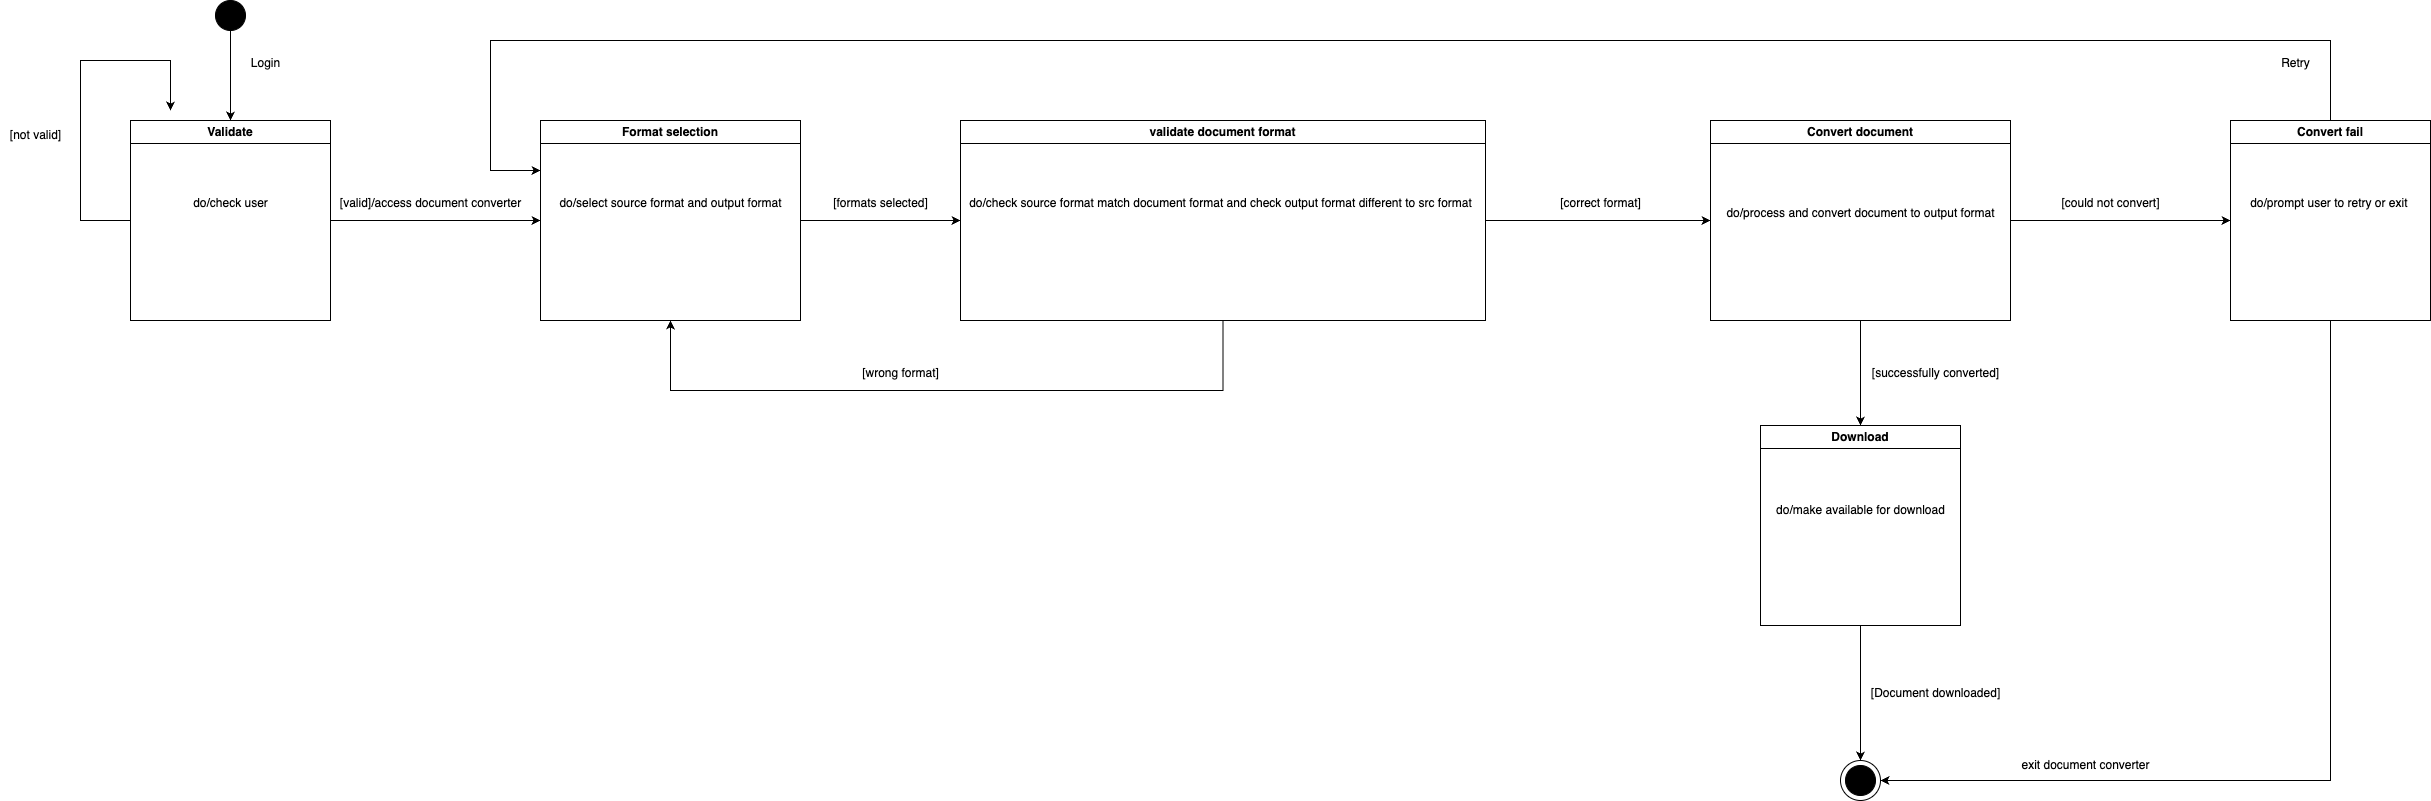 Login
Retry
[not valid]
Validate
do/check user
[valid]/access document converter
Format selection
do/select source format and output format
[formats selected]
validate document format
do/check source format match document format and check output format different to src format
[correct format]
Convert document
do/process and convert document to output format
[could not convert]
Convert fail
do/prompt user to retry or exit
[wrong format]
[successfully converted]
Download
do/make available for download
[Document downloaded]
exit document converter